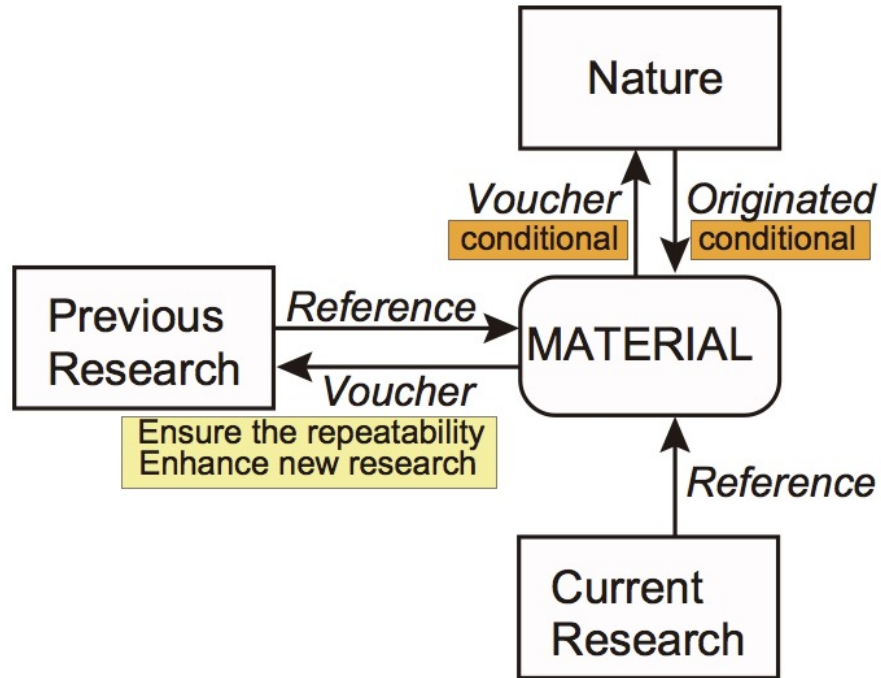 Nature
Voucher
Originated
conditional
conditional
Previous
Research
Reference
MATERIAL
Voucher
Ensure the repeatability
Enhance new research
Reference
Current
Research